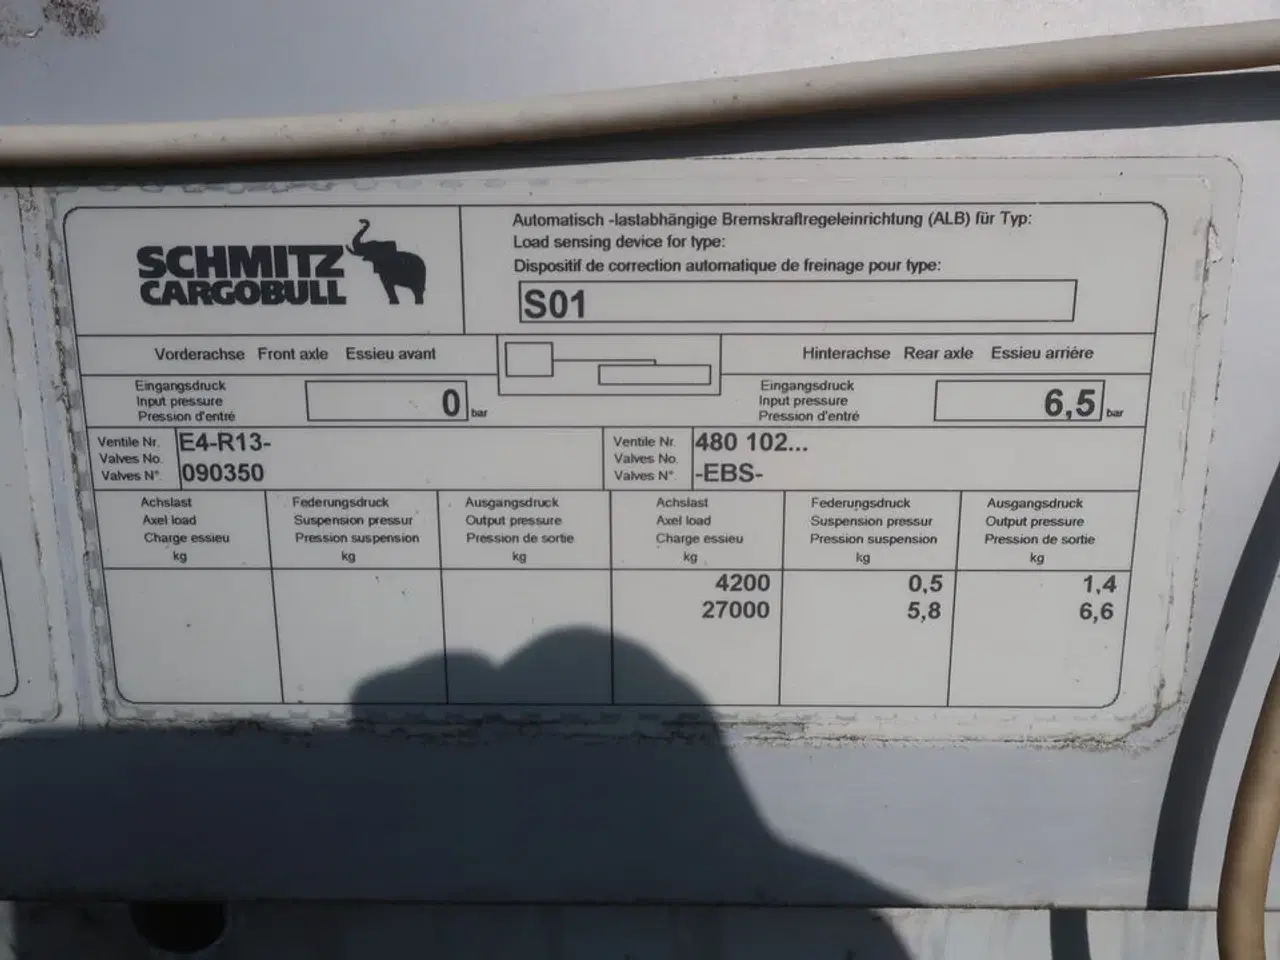 SCHMITZ
CARGOBULL
Automatisch -lastabhängige Bremskraftregeleinrichtung (ALB) für Typ:
Load sensing device for type:
Dispositif de correction automatique de freinage pour type:
S01
Vorderachse Front axle Essieu avant
Hinterachse Rear axle Essieu arriére
Eingangsdruck
Input pressure
Pression d'entré
0 bar
Eingangsdruck
Input pressure
Pression d'entré
6,5 bar
Ventile Nr.
Valves No.
Valves N°
E4-R13-
090350
Ventile Nr.
Valves No.
Valves N°
480 102...
-EBS-
Achslast
Axel load
Charge essieu
kg
Federungsdruck
Suspension pressur
Pression suspension
kg
Ausgangsdruck
Output pressure
Pression de sortie
kg
Achslast
Axel load
Charge essieu
kg
Federungsdruck
Suspension pressur
Pression suspension
kg
Ausgangsdruck
Output pressure
Pression de sortie
kg
4200 0,5 1,4
27000 5,8 6,6